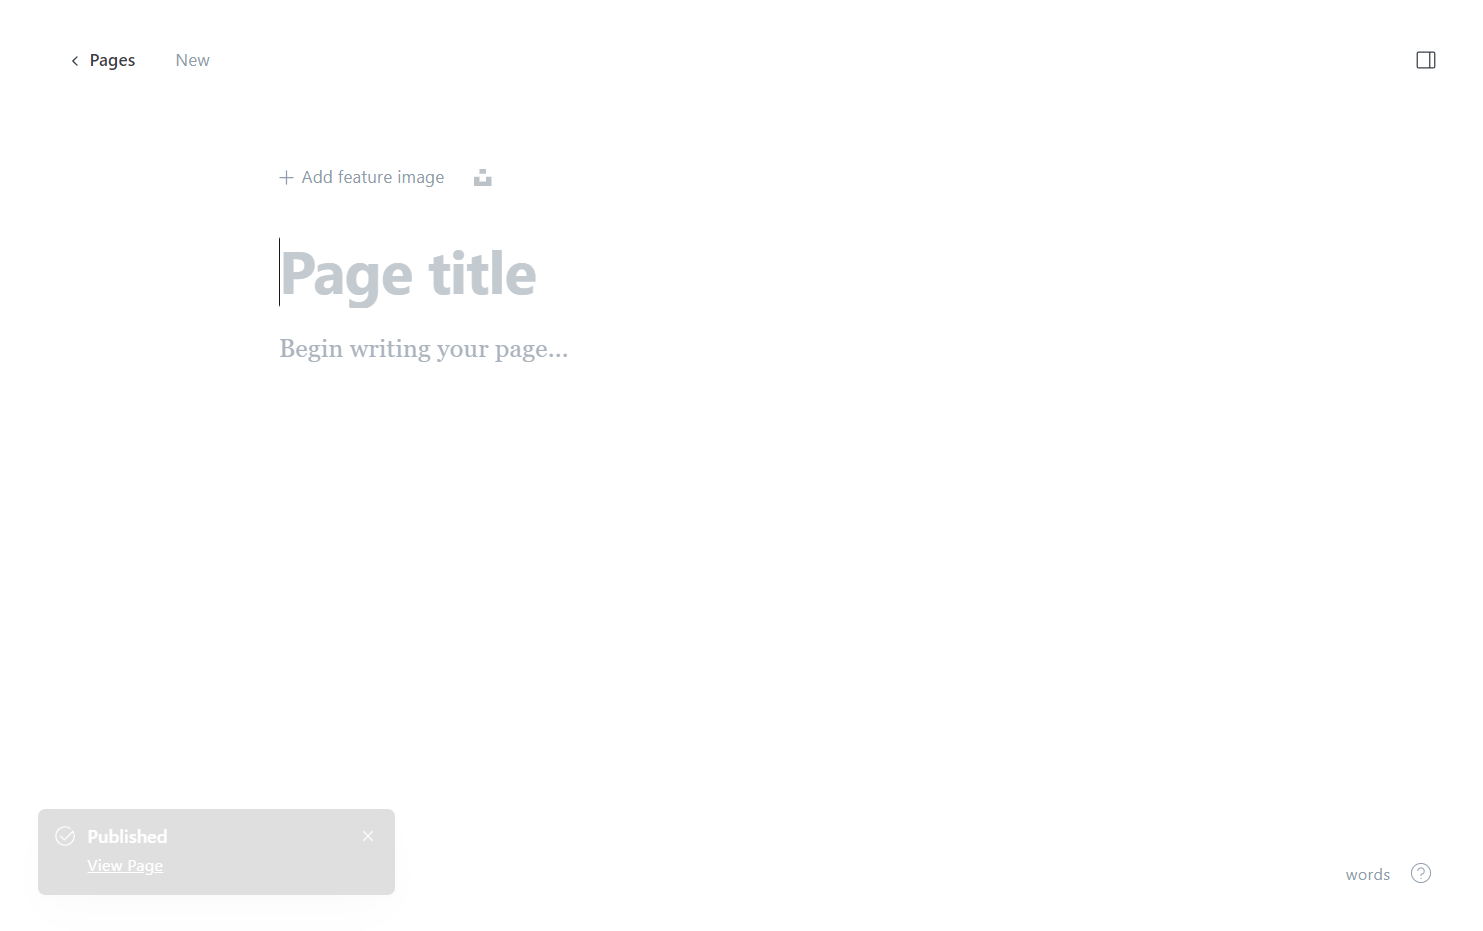 Pages New
Add feature image
Page title
Begin writing your page...
Published
View Page
words